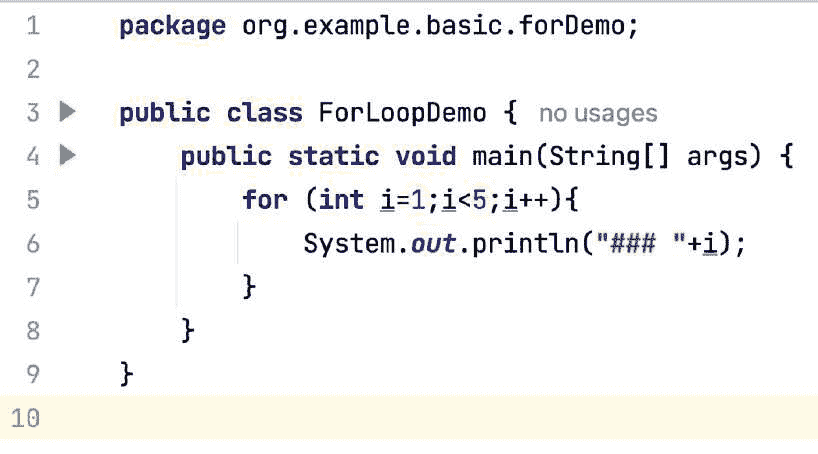 1 package org.example.basic.forDemo;
2
3 public class ForLoopDemo { no usages
4 public static void main(String[] args) {
5 for (int i=1;i<5;i++){
6 System.out.println("### "+i);
7 }
8 }
9 }
10